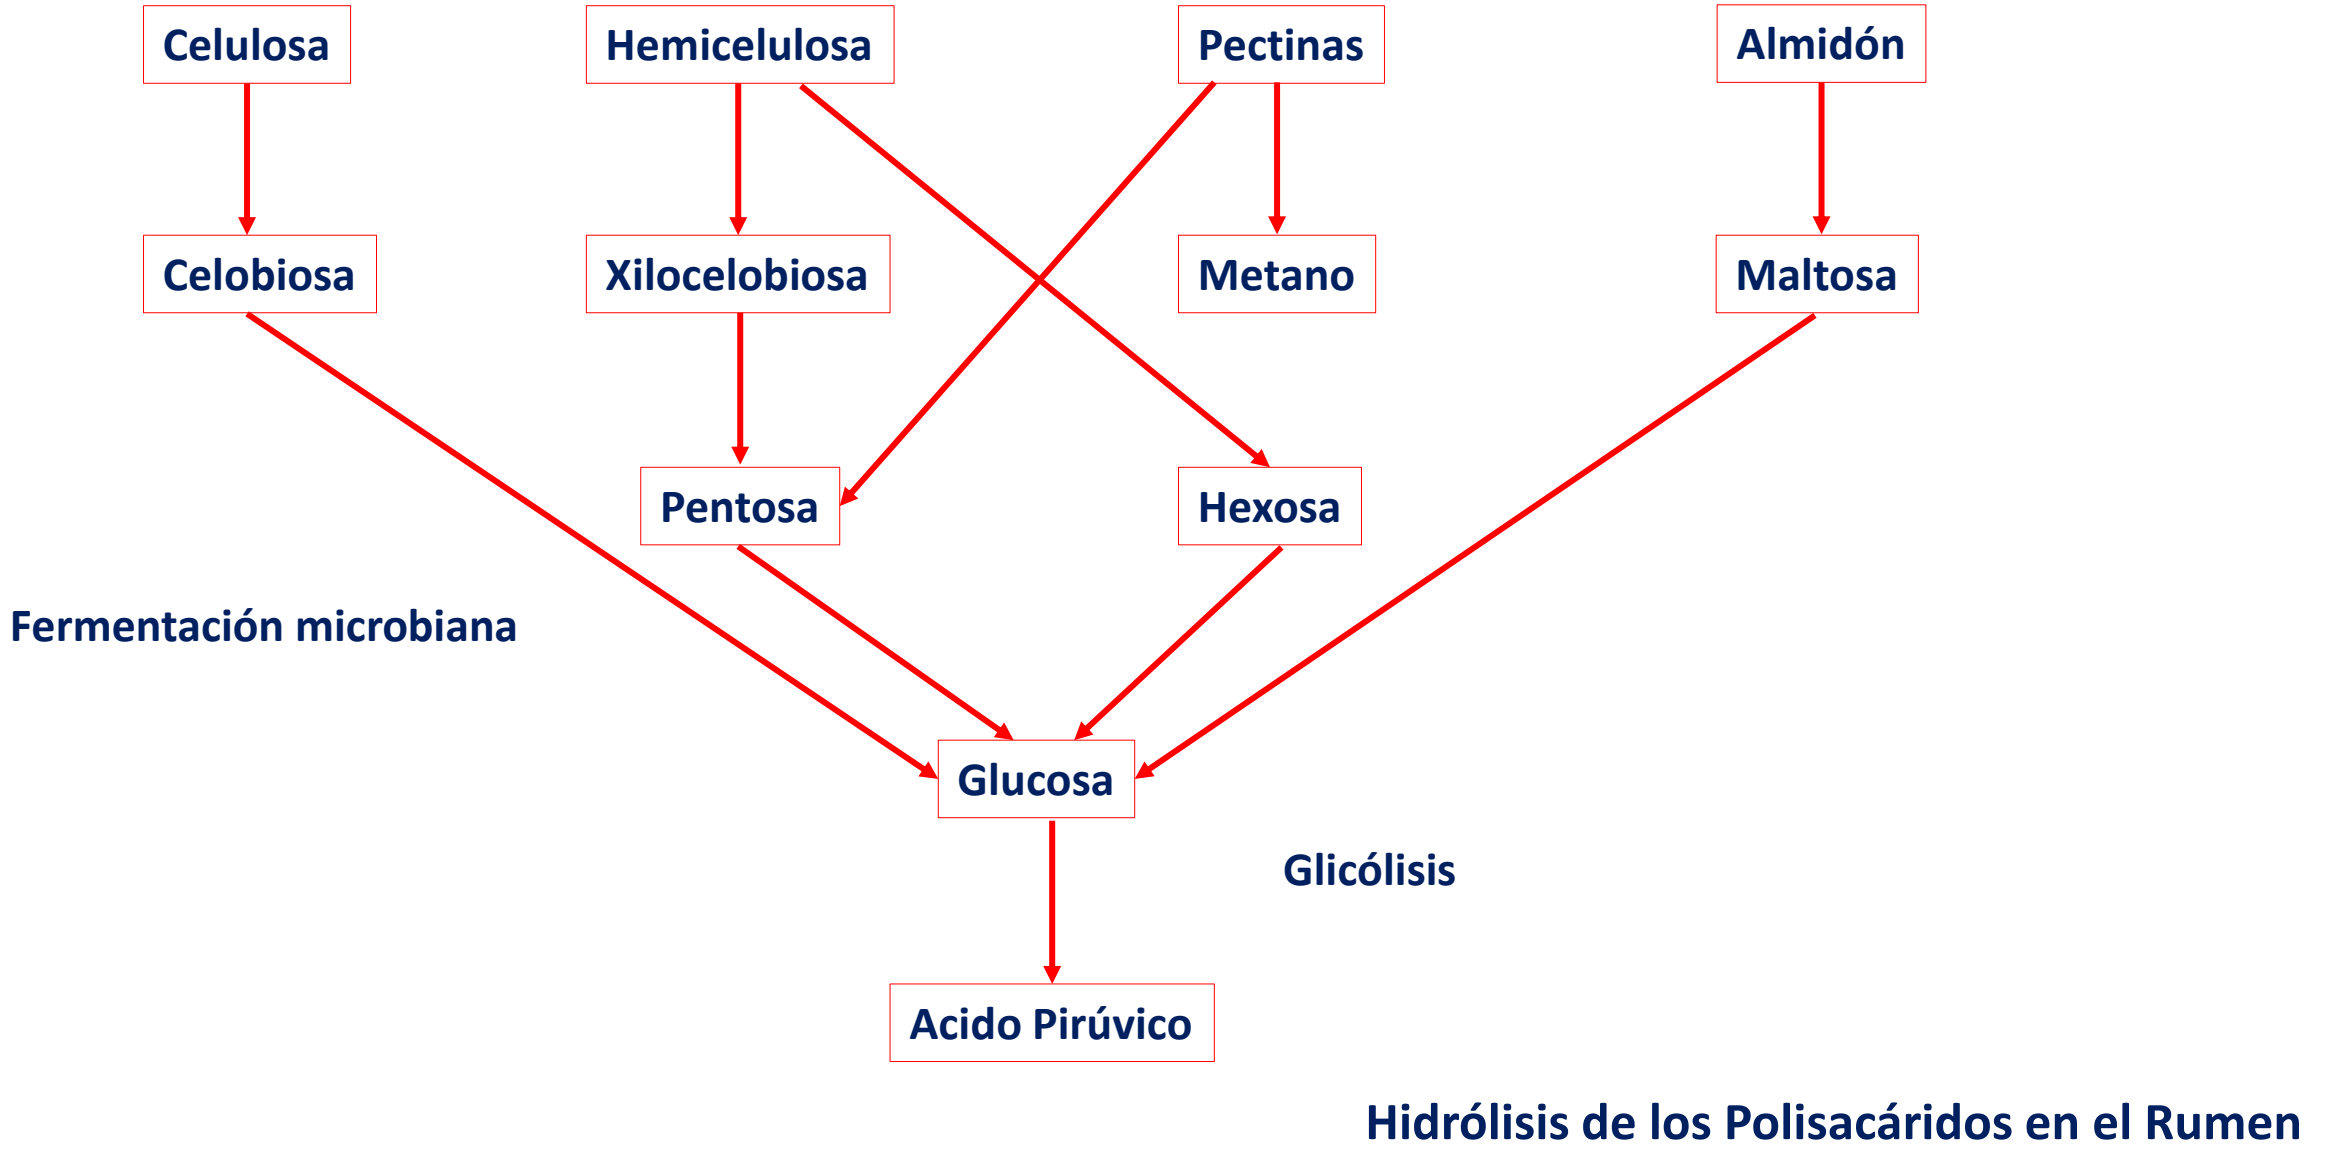 Celulosa
Hemicelulosa
Pectinas
Almidón
Celobiosa
Xilocelobiosa
Metano
Maltosa
Pentosa
Hexosa
Fermentación microbiana
Glucosa
Glicólisis
Acido Pirúvico
Hidrólisis de los Polisacáridos en el Rumen